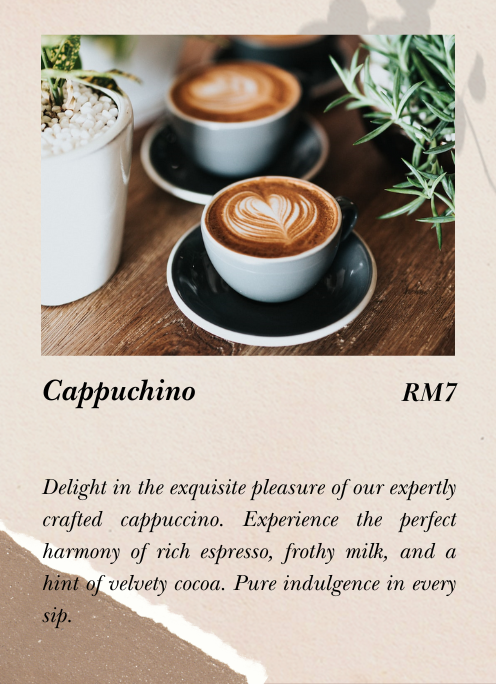 Cappuchino RM7
Delight in the exquisite pleasure of our expertly
crafted cappuccino. Experience the perfect
harmony of rich espresso, frothy milk, and a
hint of velvety cocoa. Pure indulgence in every
sip.